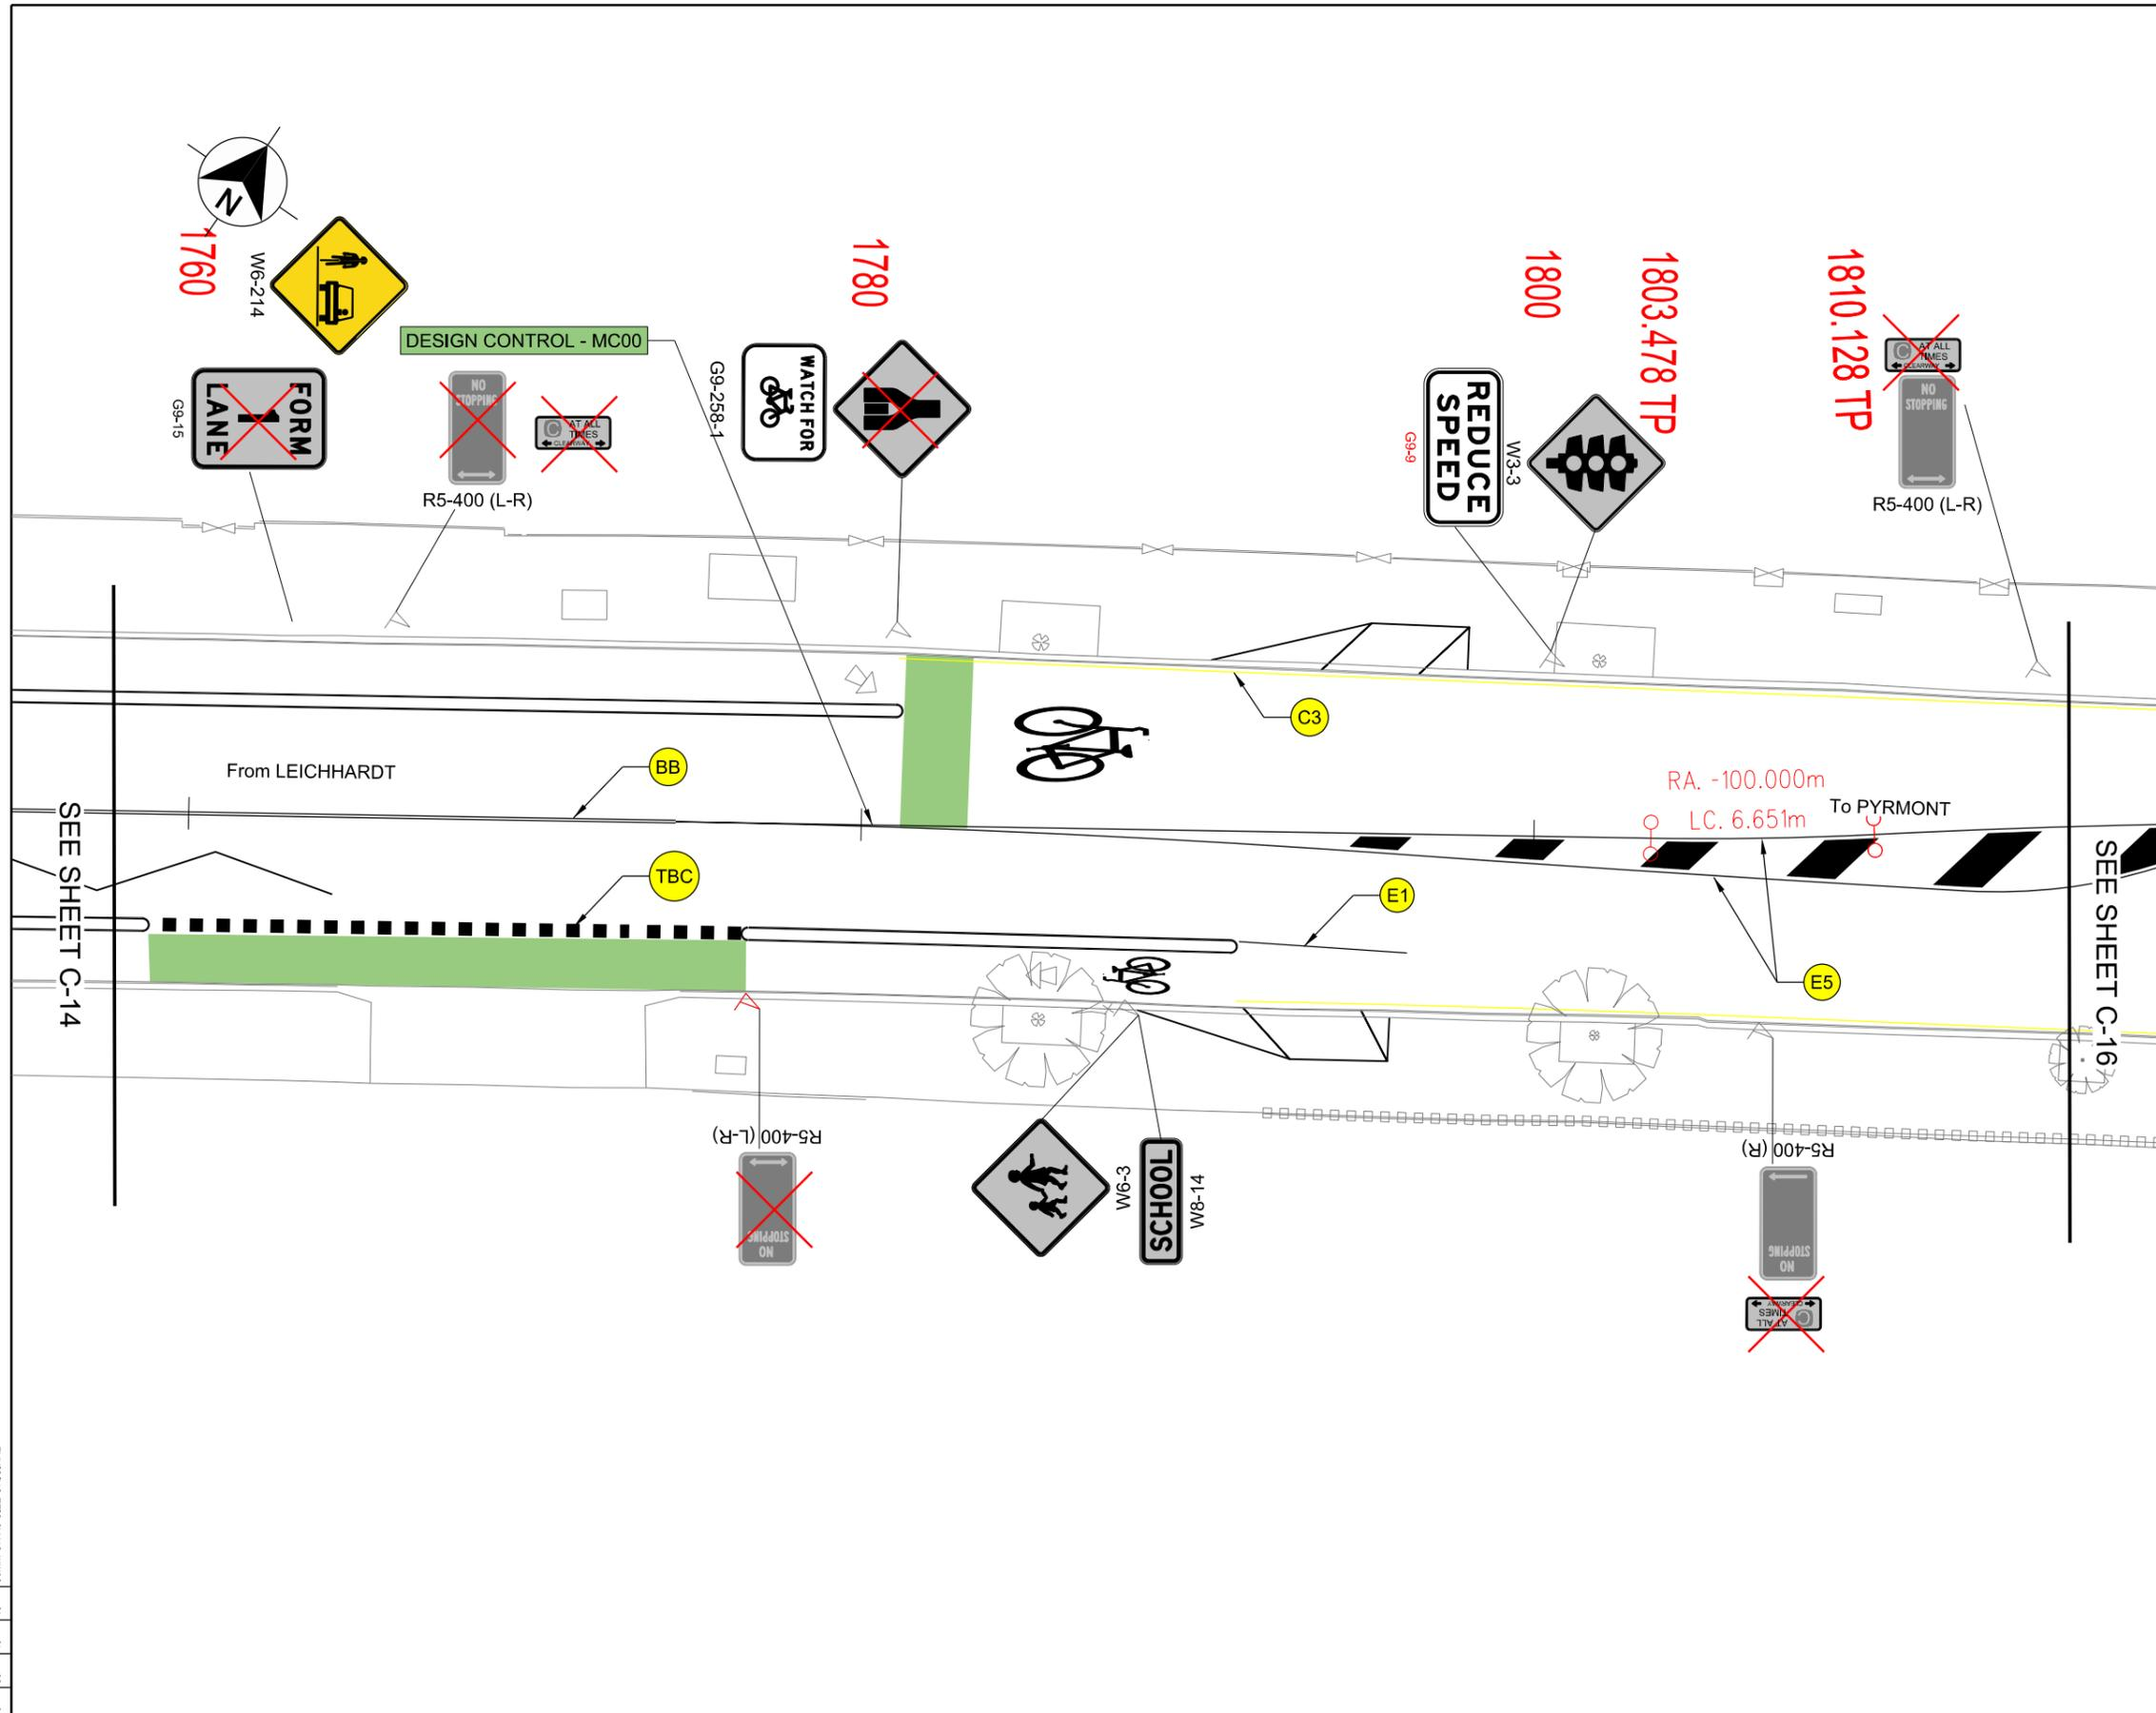 N
1760
W6-214
DESIGN CONTROL - MC00
FORM
1
LANE
G9-15
NO
STOPPING
R5-400 (L-R)
C AT ALL
TIMES
CLEARWAY
1780
G9-258-1
WATCH FOR
REDUCE
SPEED
G9-9
W3-3
1800
1803.478 TP
1810.128 TP
C AT ALL
TIMES
CLEARWAY
NO
STOPPING
R5-400 (L-R)
C3
From LEICHHARDT
BB
RA. -100.000m
LC. 6.651m
To PYRMONT
SEE SHEET C-14
TBC
E1
E5
SEE SHEET C-16
R5-400 (L-R)
NO
STOPPING
W6-3
SCHOOL
W8-14
R5-400 (R)
NO
STOPPING
C AT ALL
TIMES
CLEARWAY